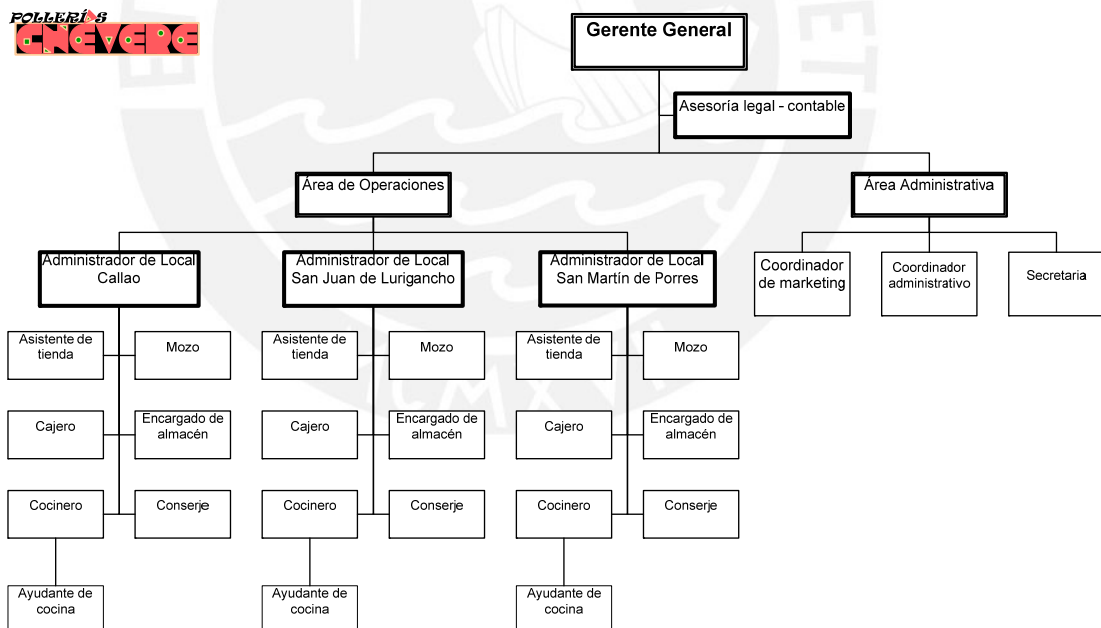 POLLERÍAS
CHÉVERE
Gerente General
Asesoría legal - contable
Área de Operaciones
Área Administrativa
Administrador de Local
Callao
Administrador de Local
San Juan de Lurigancho
Administrador de Local
San Martín de Porres
Coordinador
de marketing
Coordinador
administrativo
Secretaria
Asistente de
tienda
Mozo
Asistente de
tienda
Mozo
Asistente de
tienda
Mozo
Cajero
Encargado de
almacén
Cajero
Encargado de
almacén
Cajero
Encargado de
almacén
Cocinero
Conserje
Cocinero
Conserje
Cocinero
Conserje
Ayudante de
cocina
Ayudante de
cocina
Ayudante de
cocina